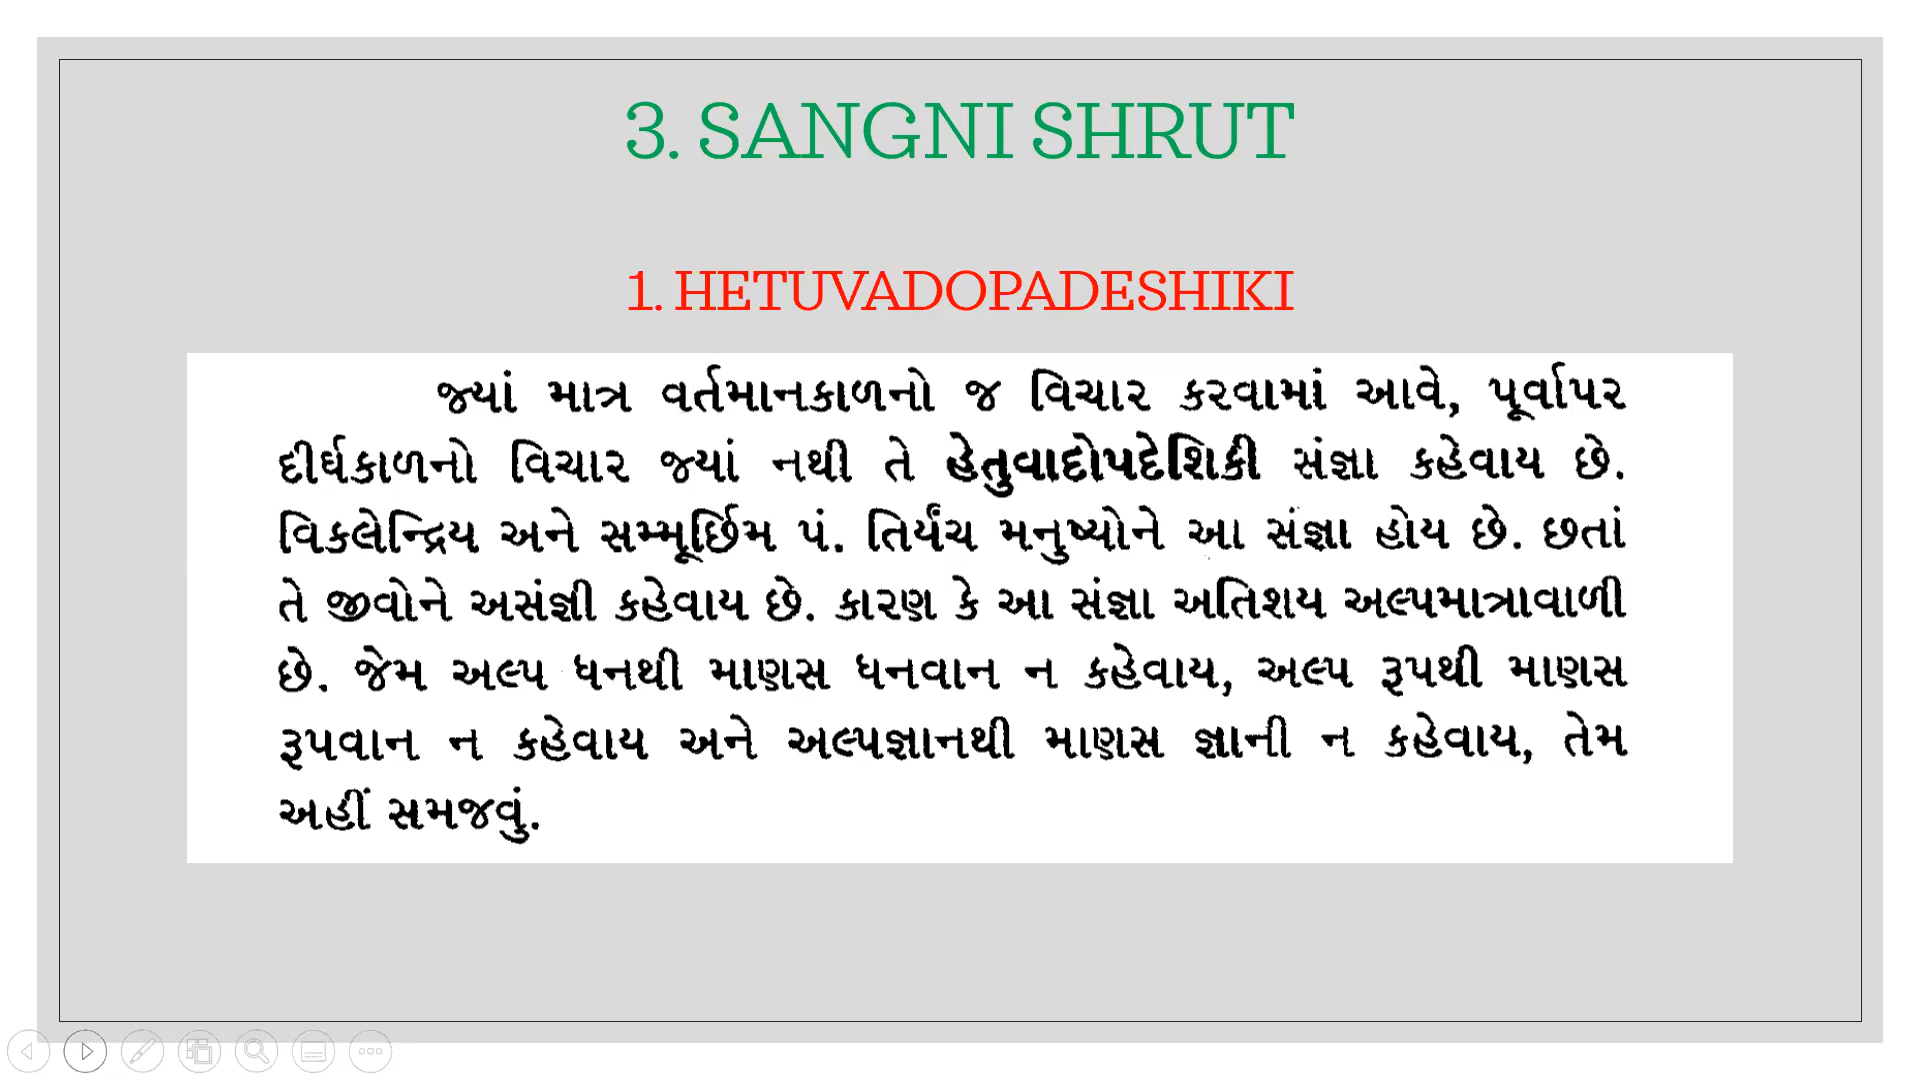 3. SANGNI SHRUT
1. HETUVADOPADESHIKI
જ્યાં માત્ર વર્તમાનકાળનો જ વિચાર કરવામાં આવે, પૂર્વાપર
દીર્ઘકાળનો વિચાર જ્યાં નથી તે હેતુવાદોપદેશિકી સંજ્ઞા કહેવાય છે.
વિકલેન્દ્રિય અને સમ્મૂર્છિમ પં. તિર્યંચ મનુષ્યોને આ સંજ્ઞા હોય છે. છતાં
તે જીવોને અસંજ્ઞી કહેવાય છે. કારણ કે આ સંજ્ઞા અતિશય અલ્પમાત્રાવાળી
છે. જેમ અલ્પ ધનથી માણસ ધનવાન ન કહેવાય, અલ્પ રૂપથી માણસ
રૂપવાન ન કહેવાય અને અલ્પજ્ઞાનથી માણસ જ્ઞાની ન કહેવાય, તેમ
અહીં સમજવું.